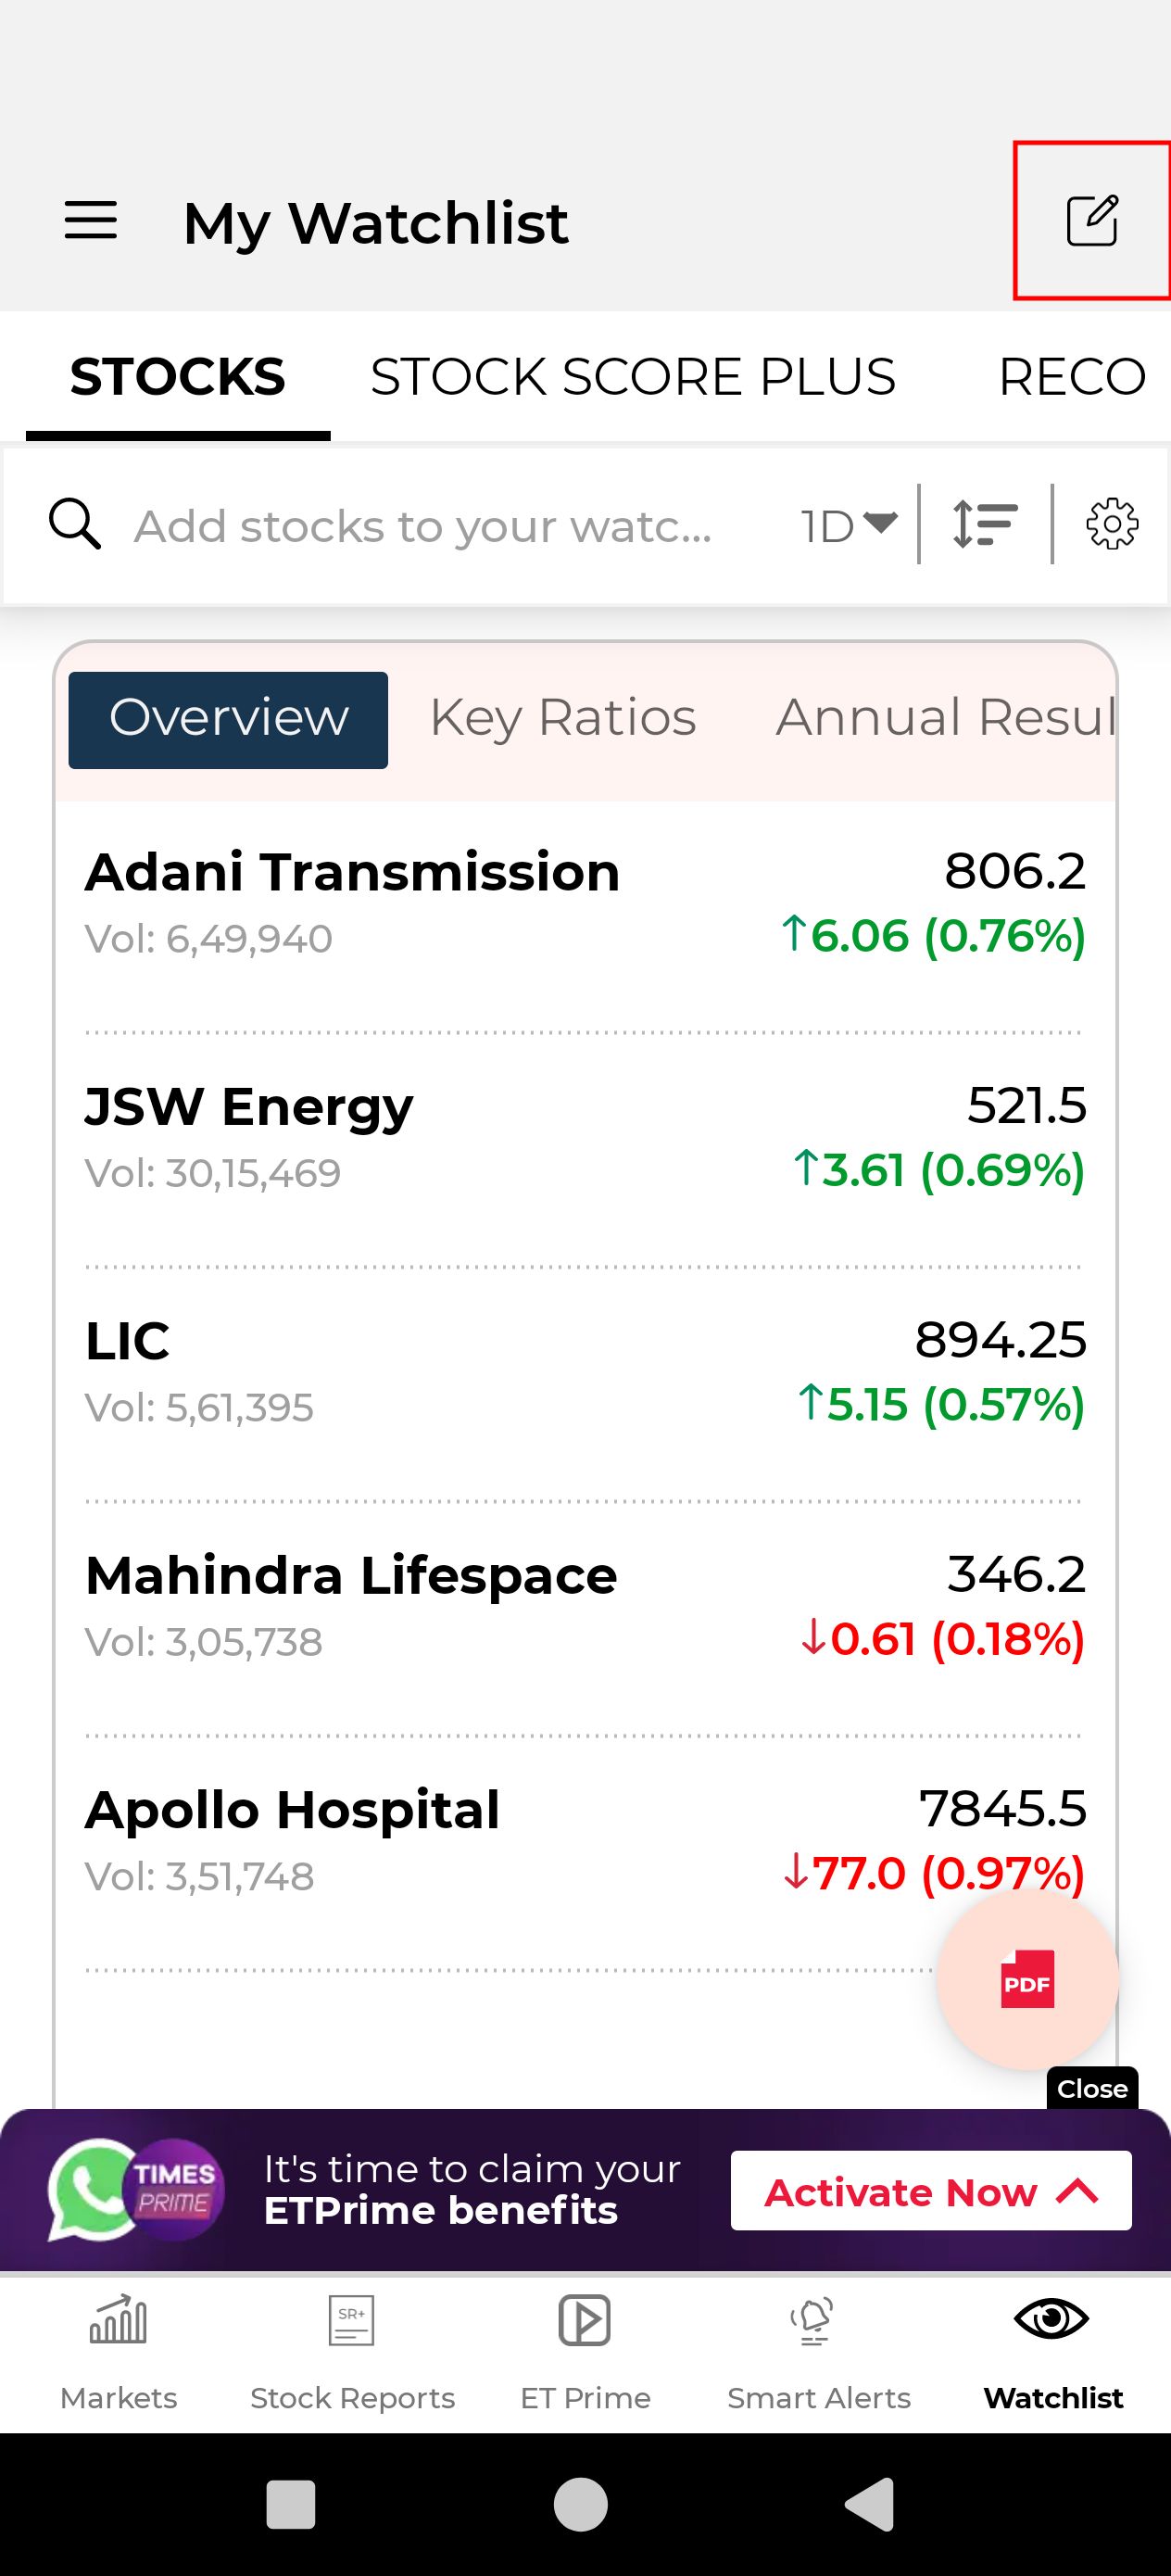 My Watchlist
STOCKS STOCK SCORE PLUS RECO
Add stocks to your watc... 1D
Overview Key Ratios Annual Resul
Adani Transmission 806.2
Vol: 6,49,940 ↑6.06 (0.76%)
JSW Energy 521.5
Vol: 30,15,469 ↑3.61 (0.69%)
LIC 894.25
Vol: 5,61,395 ↑5.15 (0.57%)
Mahindra Lifespace 346.2
Vol: 3,05,738 ↓0.61 (0.18%)
Apollo Hospital 7845.5
Vol: 3,51,748 ↓77.0 (0.97%)
PDF
Close
TIMES PRIME
It's time to claim your
ETPrime benefits
Activate Now
SR+
Markets Stock Reports ET Prime Smart Alerts Watchlist